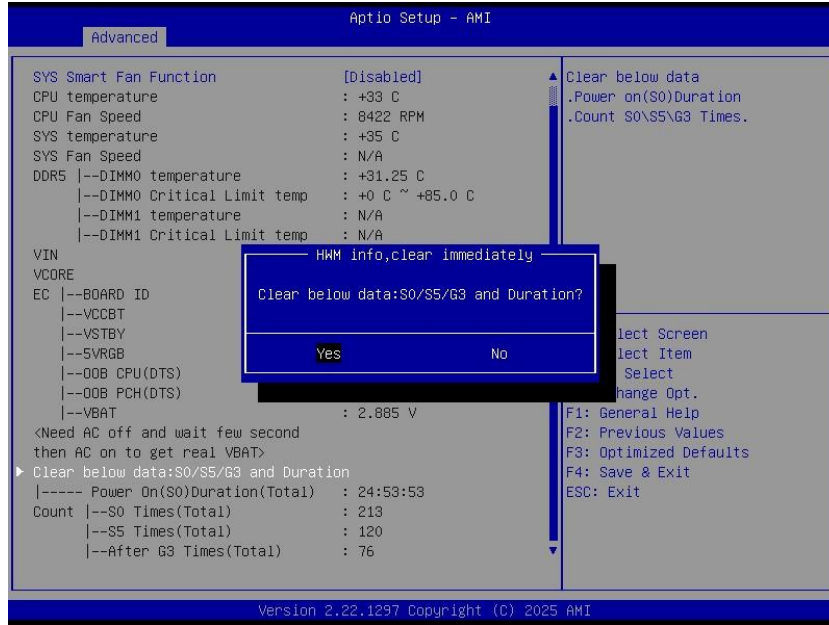 Aptio Setup - AMI
Advanced
SYS Smart Fan Function [Disabled]
CPU temperature : +33 C
CPU Fan Speed : 8422 RPM
SYS temperature : +35 C
SYS Fan Speed : N/A
DDR5 |--DIMM0 temperature : +31.25 C
|--DIMM0 Critical Limit temp : +0 C ~ +85.0 C
|--DIMM1 temperature : N/A
|--DIMM1 Critical Limit temp : N/A
VIN
VCORE
EC |--BOARD ID
|--VCCBT
|--VSTBY
|--5VRGB
|--OOB CPU(DTS)
|--OOB PCH(DTS)
|--VBAT : 2.885 V
<Need AC off and wait few second
then AC on to get real VBAT>
Clear below data:S0/S5/G3 and Duration
|----- Power On(S0)Duration(Total) : 24:53:53
Count |--S0 Times(Total) : 213
|--S5 Times(Total) : 120
|--After G3 Times(Total) : 76
HWM info,clear immediately
Clear below data:S0/S5/G3 and Duration?
Yes No
Clear below data
.Power on(S0)Duration
.Count S0\S5\G3 Times.
lect Screen
lect Item
Select
hange Opt.
F1: General Help
F2: Previous Values
F3: Optimized Defaults
F4: Save & Exit
ESC: Exit
Version 2.22.1297 Copyright (C) 2025 AMI